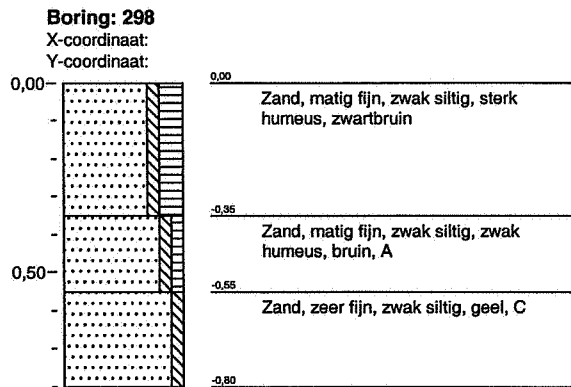 Boring: 298
X-coordinaat:
Y-coordinaat:
0,00
0,00
Zand, matig fijn, zwak siltig, sterk
humeus, zwartbruin
-0,35
Zand, matig fijn, zwak siltig, zwak
humeus, bruin, A
0,50
-0,55
Zand, zeer fijn, zwak siltig, geel, C
-0,80